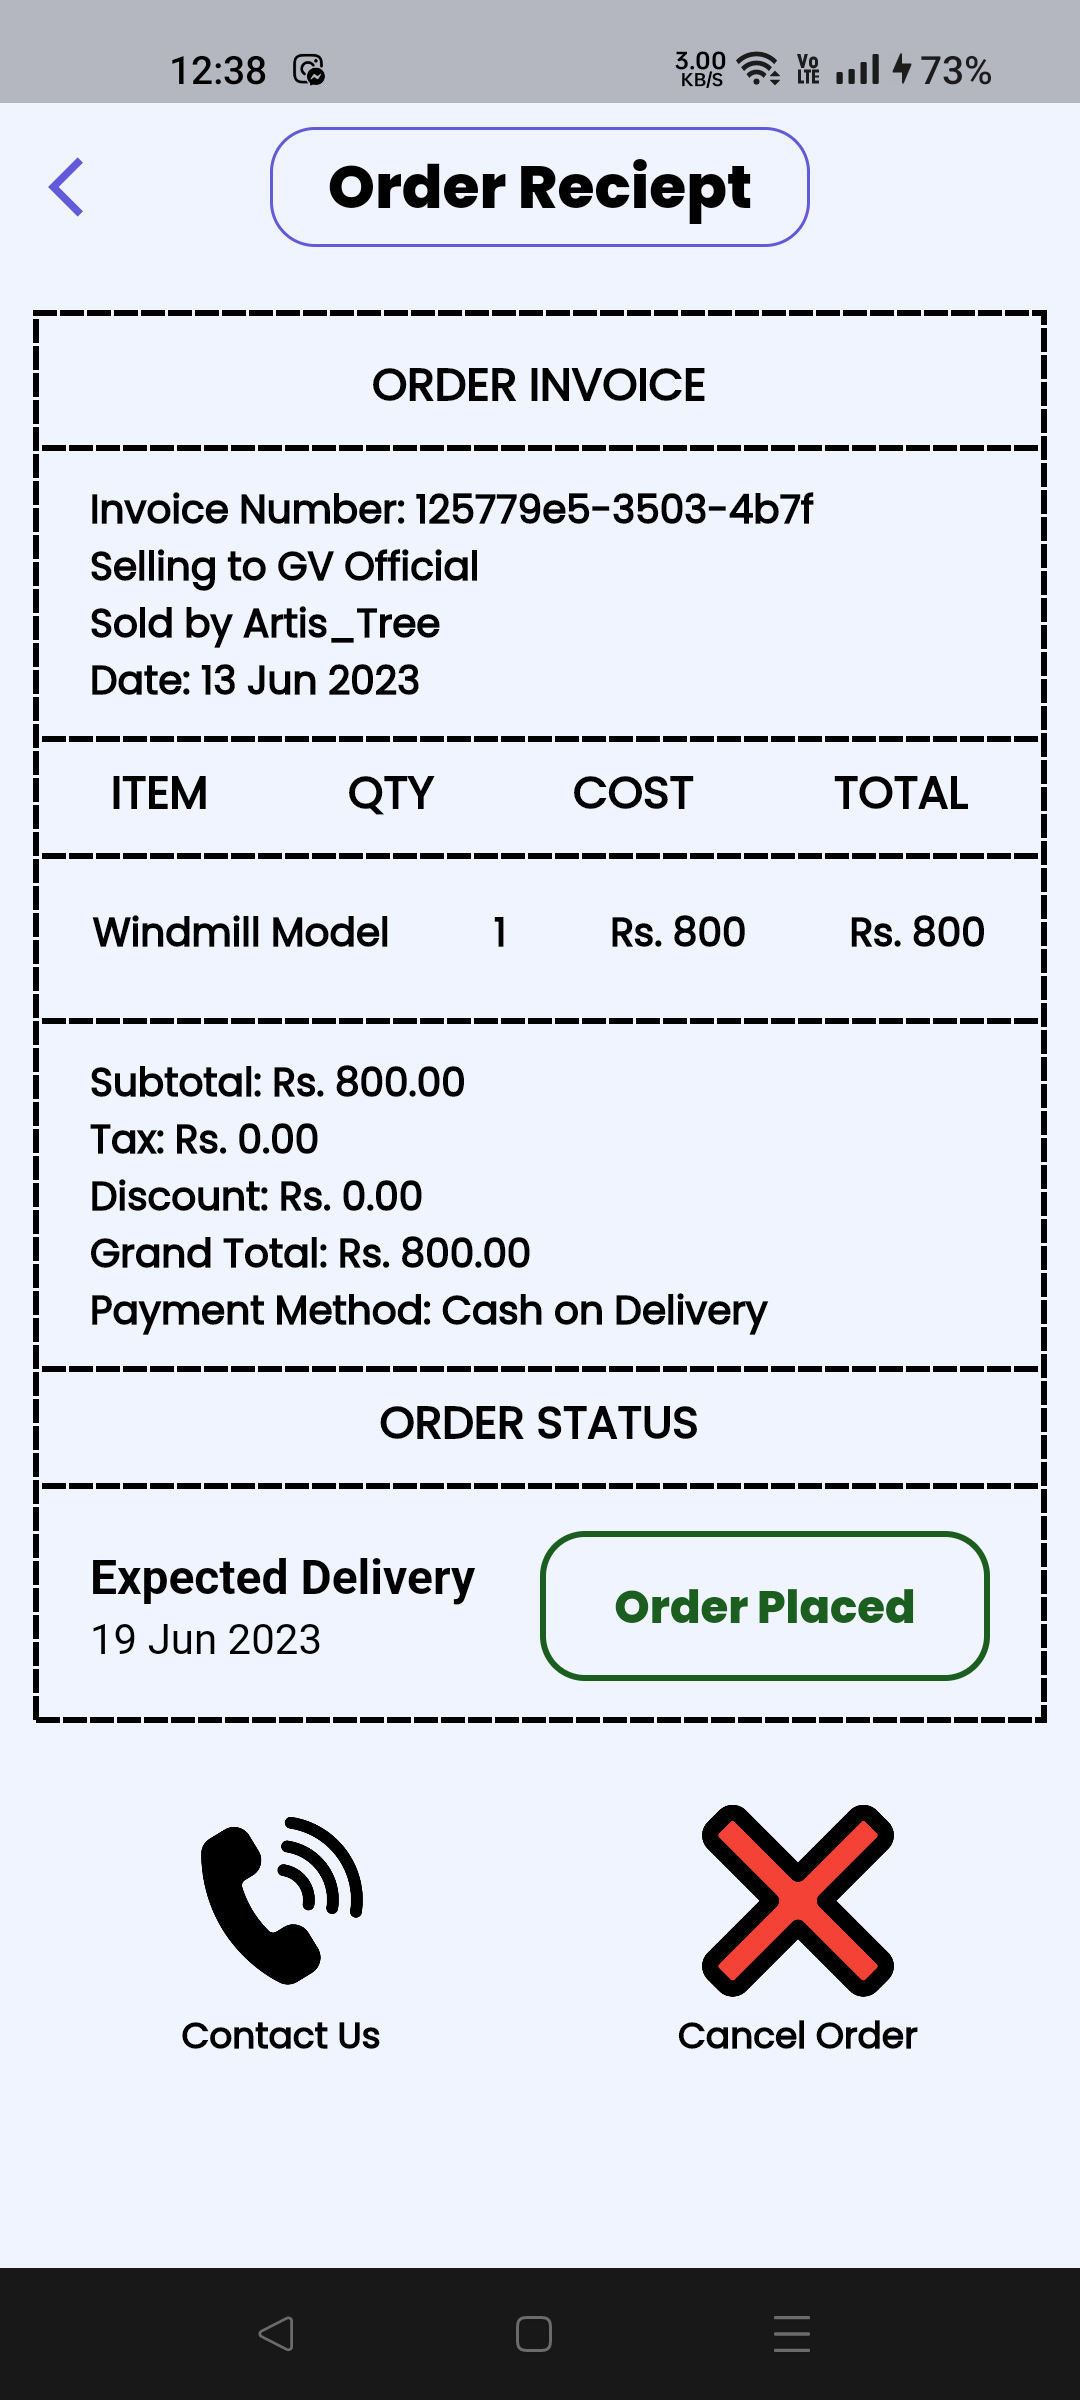 12:38
3.00 KB/S Vo LTE 73%
Order Reciept
ORDER INVOICE
Invoice Number: 125779e5-3503-4b7f
Selling to GV Official
Sold by Artis_Tree
Date: 13 Jun 2023
ITEM QTY COST TOTAL
Windmill Model 1 Rs. 800 Rs. 800
Subtotal: Rs. 800.00
Tax: Rs. 0.00
Discount: Rs. 0.00
Grand Total: Rs. 800.00
Payment Method: Cash on Delivery
ORDER STATUS
Expected Delivery
19 Jun 2023
Order Placed
Contact Us
Cancel Order